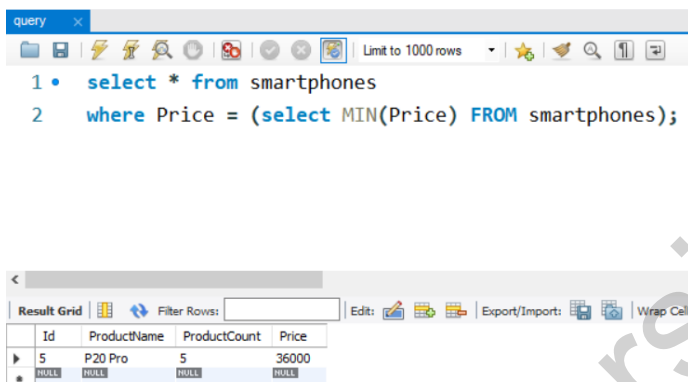 query
Limit to 1000 rows
1 select * from smartphones
2 where Price = (select MIN(Price) FROM smartphones);
Result Grid Filter Rows: Edit: Export/Import: Wrap Cel
Id ProductName ProductCount Price
5 P20 Pro 5 36000
NULL NULL NULL NULL